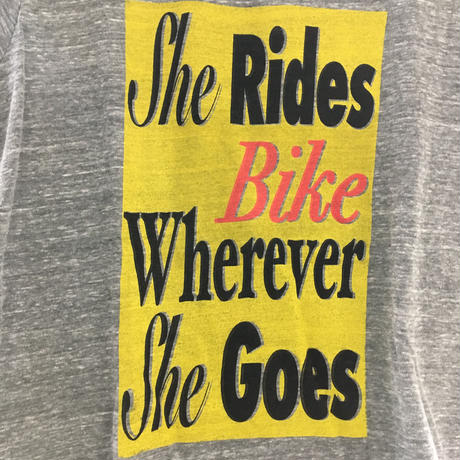 She Rides
Bike
Wherever
She Goes